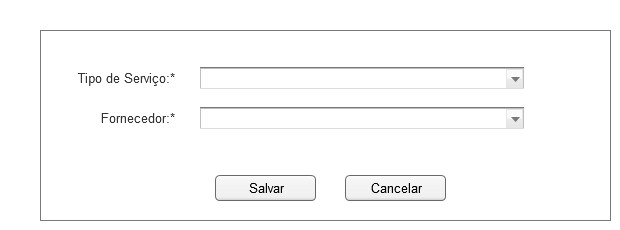 Tipo de Serviço:*
Fornecedor:*
Salvar Cancelar